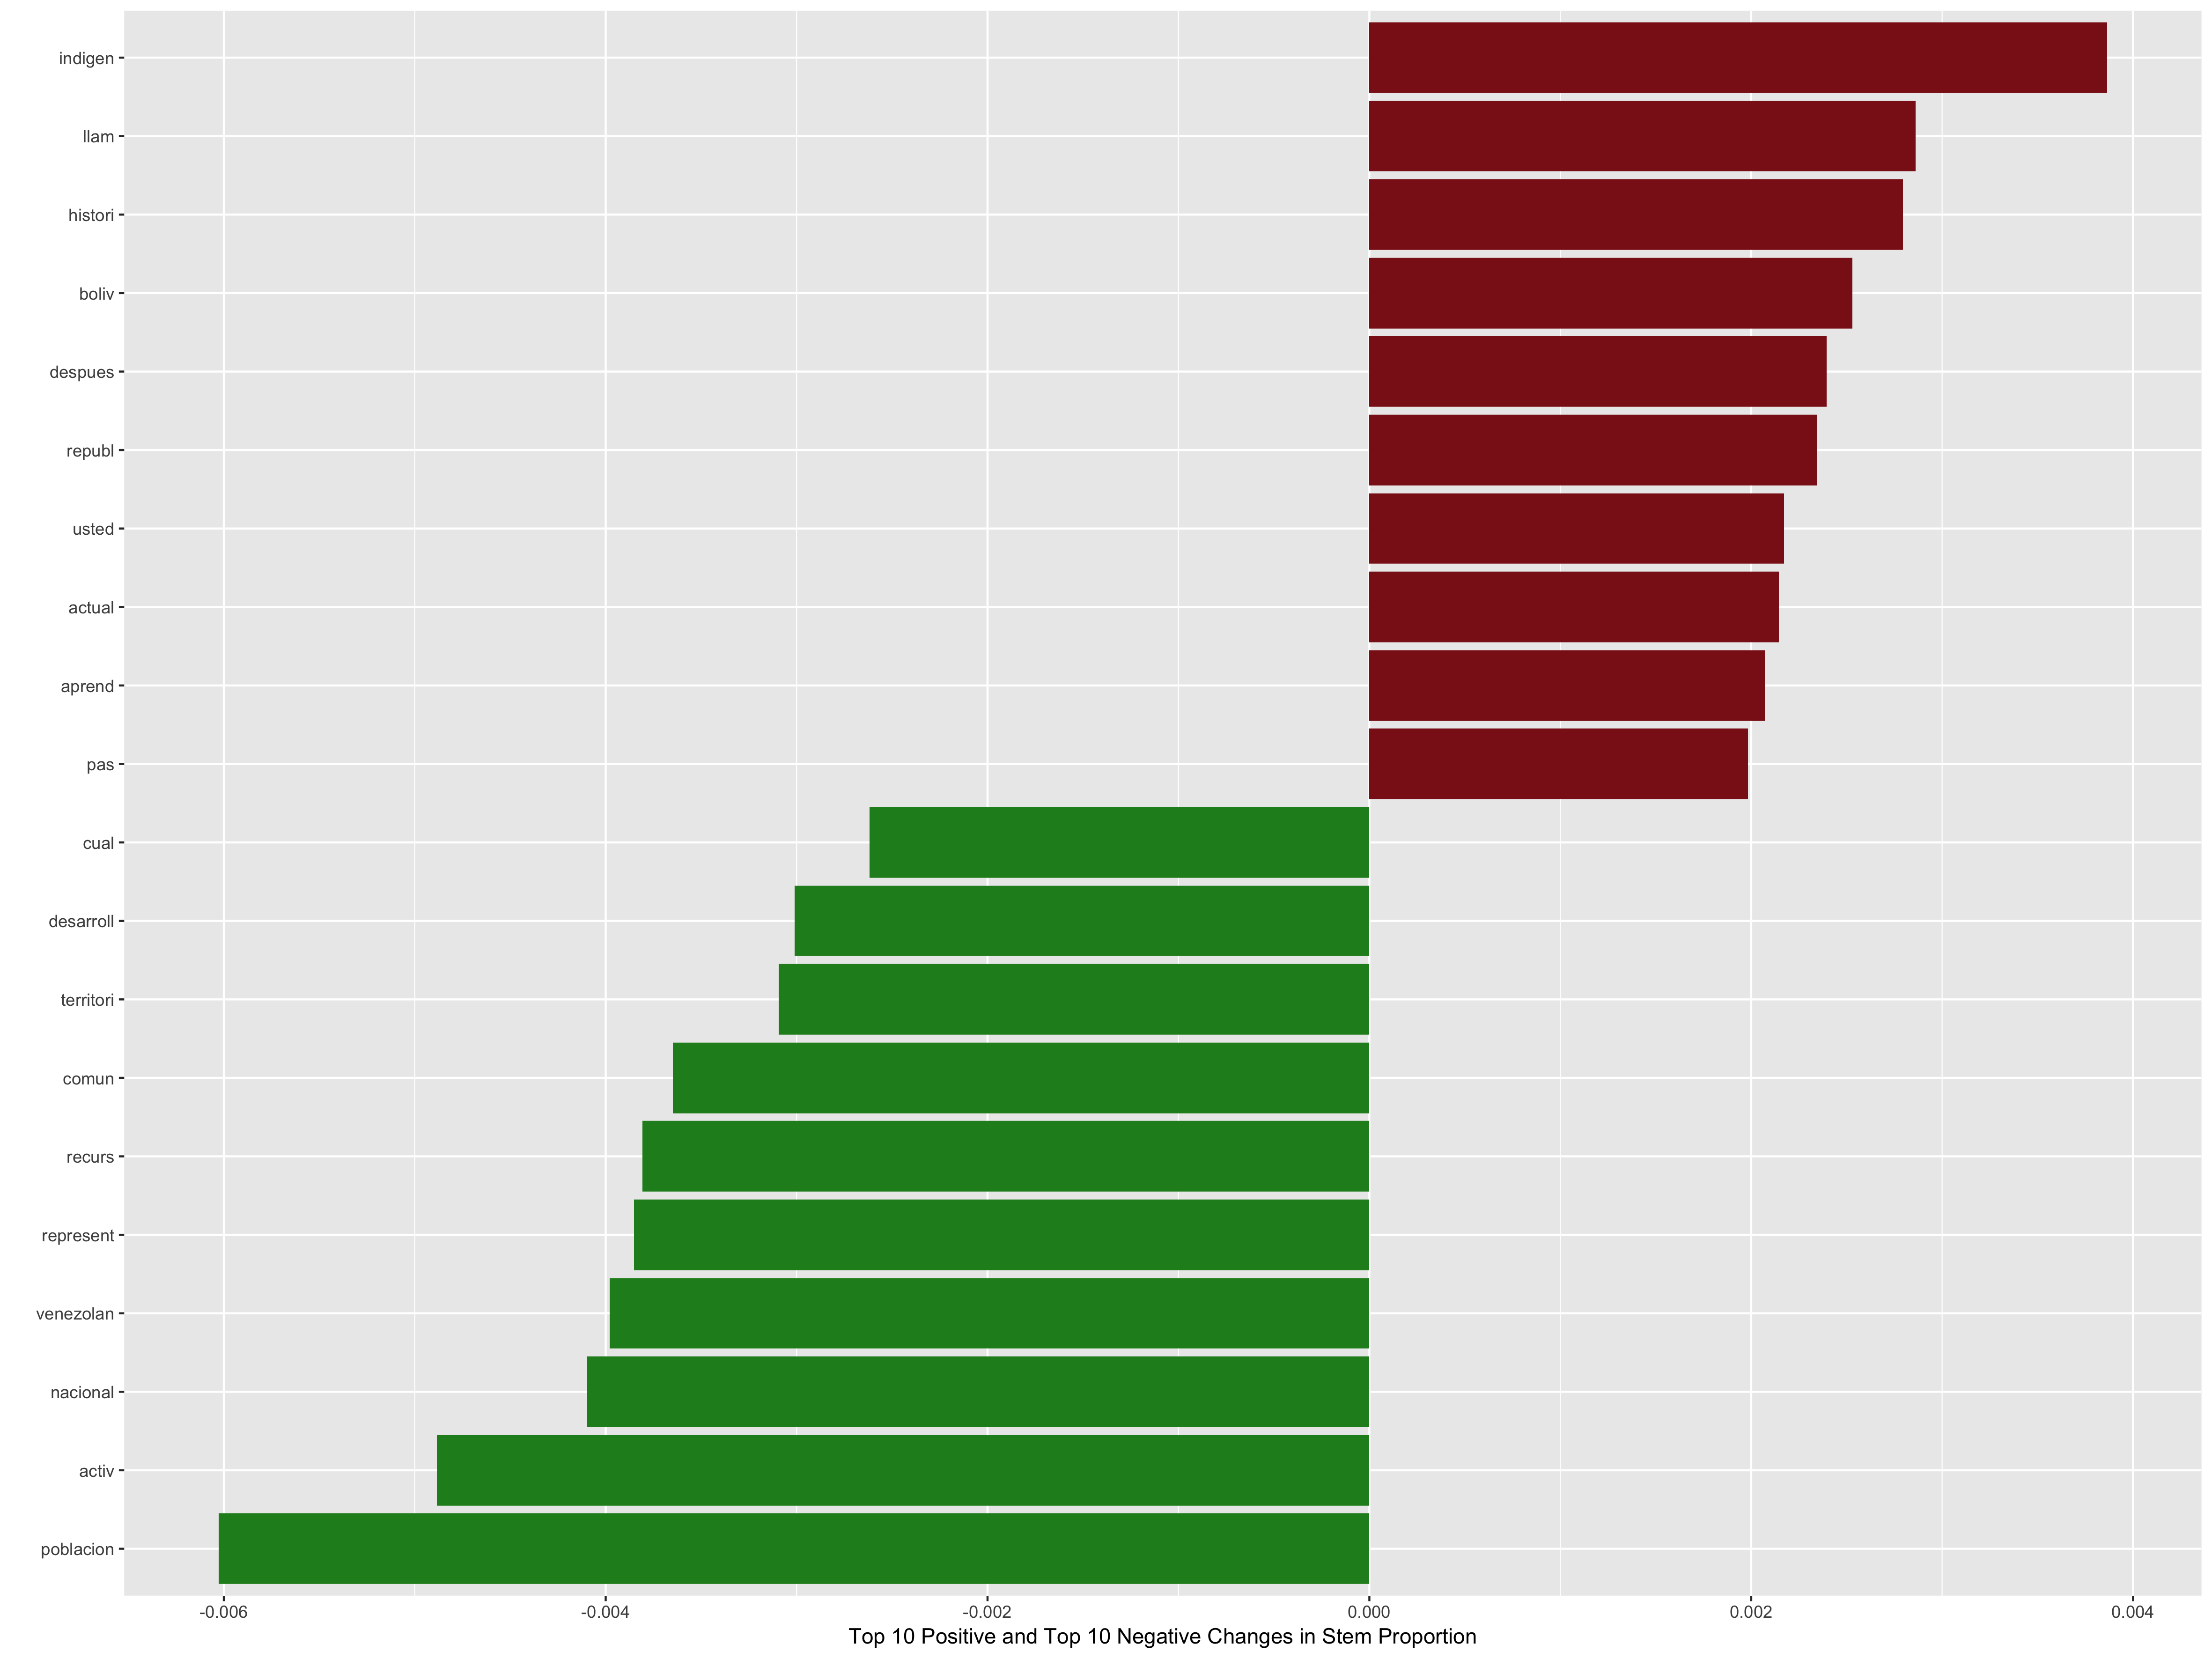 indigen
llam
histori
boliv
despues
republ
usted
actual
aprend
pas
cual
desarroll
territori
comun
recurs
represent
venezolan
nacional
activ
poblacion
-0.006 -0.004 -0.002 0.000 0.002 0.004
Top 10 Positive and Top 10 Negative Changes in Stem Proportion